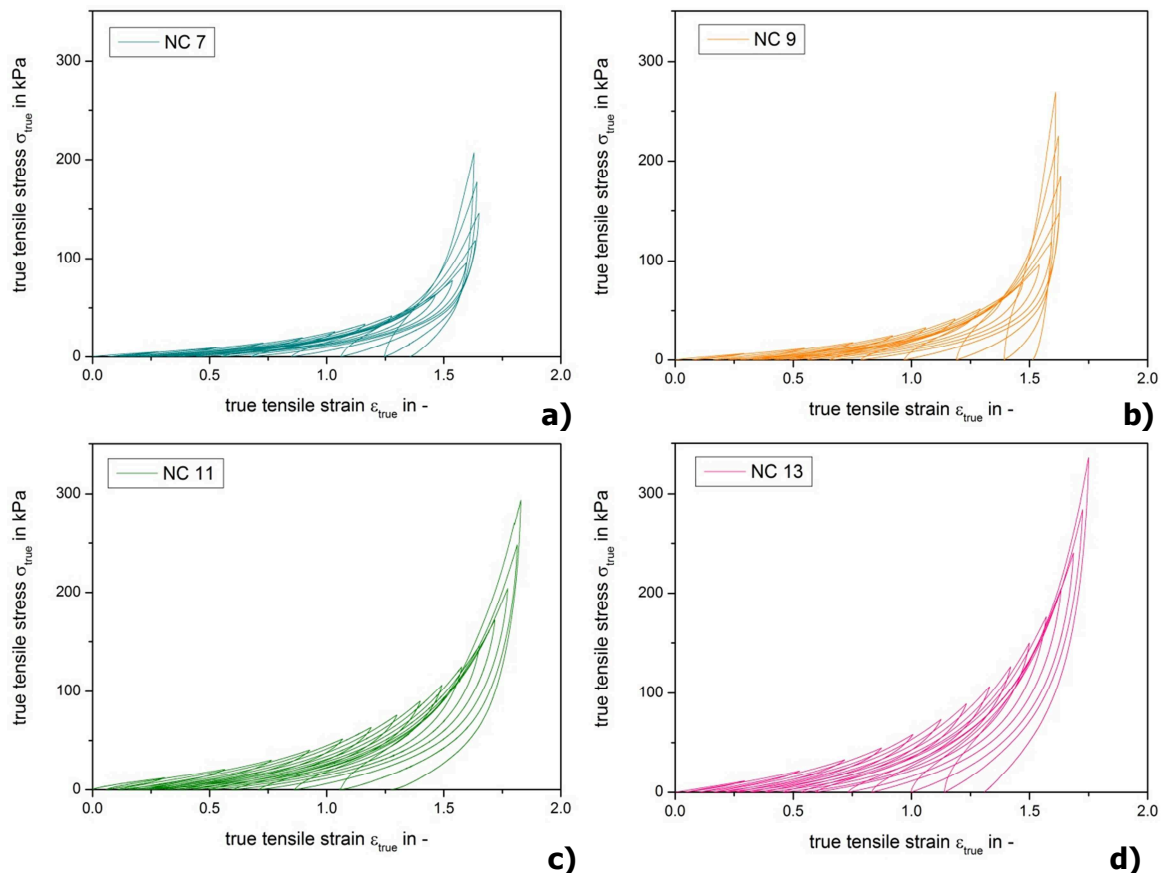 NC 7
true tensile stress σtrue in kPa
300
200
100
0
0.0 0.5 1.0 1.5 2.0
true tensile strain εtrue in -
a)
NC 9
true tensile stress σtrue in kPa
300
200
100
0
0.0 0.5 1.0 1.5 2.0
true tensile strain εtrue in -
b)
NC 11
true tensile stress σtrue in kPa
300
200
100
0
0.0 0.5 1.0 1.5 2.0
true tensile strain εtrue in -
c)
NC 13
true tensile stress σtrue in kPa
300
200
100
0
0.0 0.5 1.0 1.5 2.0
true tensile strain εtrue in -
d)